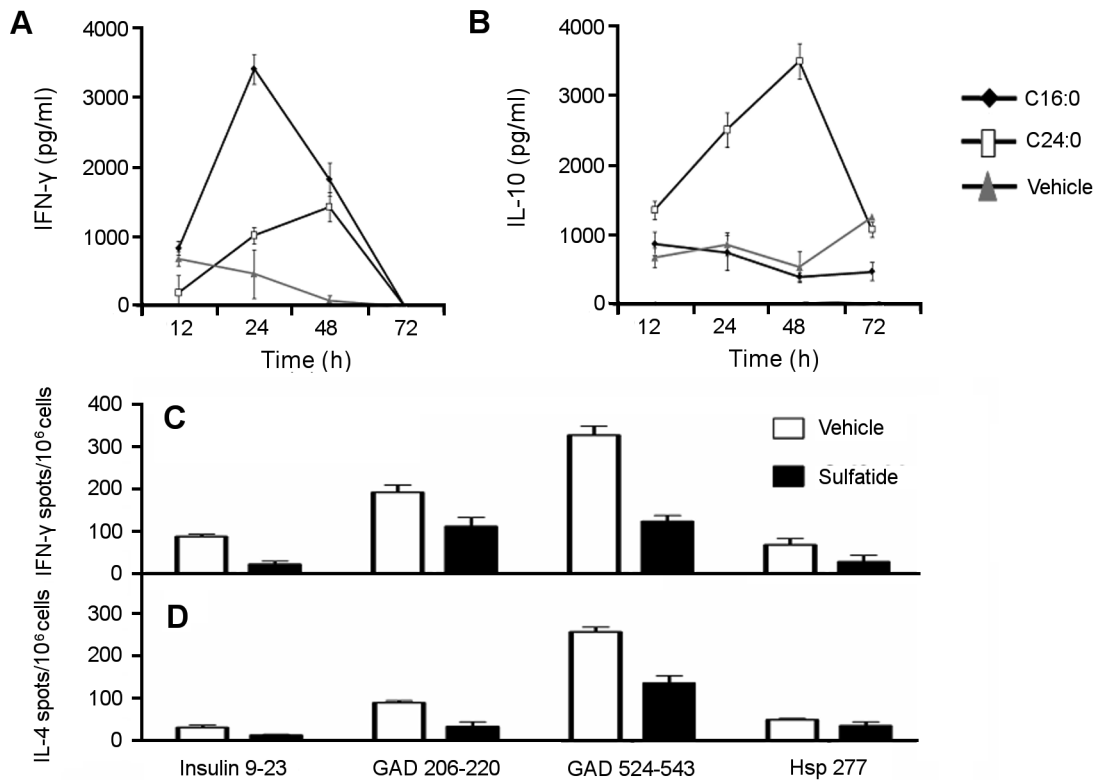 A
IFN-γ (pg/ml)
4000
3000
2000
1000
0
12 24 48 72
Time (h)
B
IL-10 (pg/ml)
4000
3000
2000
1000
0
12 24 48 72
Time (h)
C16:0
C24:0
Vehicle
C
IFN-γ spots/10⁶cells
400
300
200
100
0
Vehicle
Sulfatide
D
IL-4 spots/10⁶cells
300
200
100
0
Insulin 9-23 GAD 206-220 GAD 524-543 Hsp 277